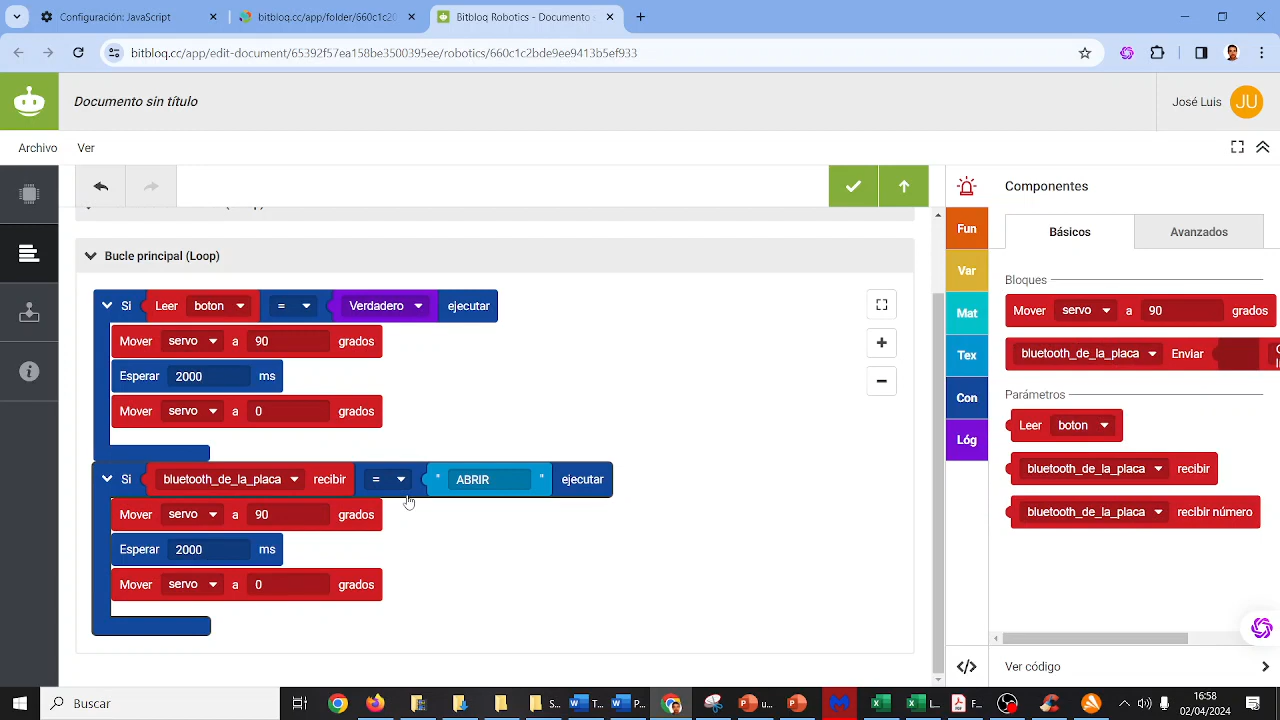 Configuración: JavaScript
bitbloq.cc/app/folder/660c1c20
Bitbloq Robotics - Documento
bitbloq.cc/app/edit-document/65392f57ea158be3500395ee/robotics/660c1c2bde9ee9413b5ef933
Documento sin título
José Luis JU
Archivo Ver
Bucle principal (Loop)
Si Leer boton = Verdadero ejecutar
Mover servo a 90 grados
Esperar 2000 ms
Mover servo a 0 grados
Si bluetooth_de_la_placa recibir = " ABRIR " ejecutar
Mover servo a 90 grados
Esperar 2000 ms
Mover servo a 0 grados
Fun
Var
Mat
Tex
Con
Lóg
Componentes
Básicos Avanzados
Bloques
Mover servo a 90 grados
bluetooth_de_la_placa Enviar
Parámetros
Leer boton
bluetooth_de_la_placa recibir
bluetooth_de_la_placa recibir número
</> Ver código
Buscar
16:58
02/04/2024